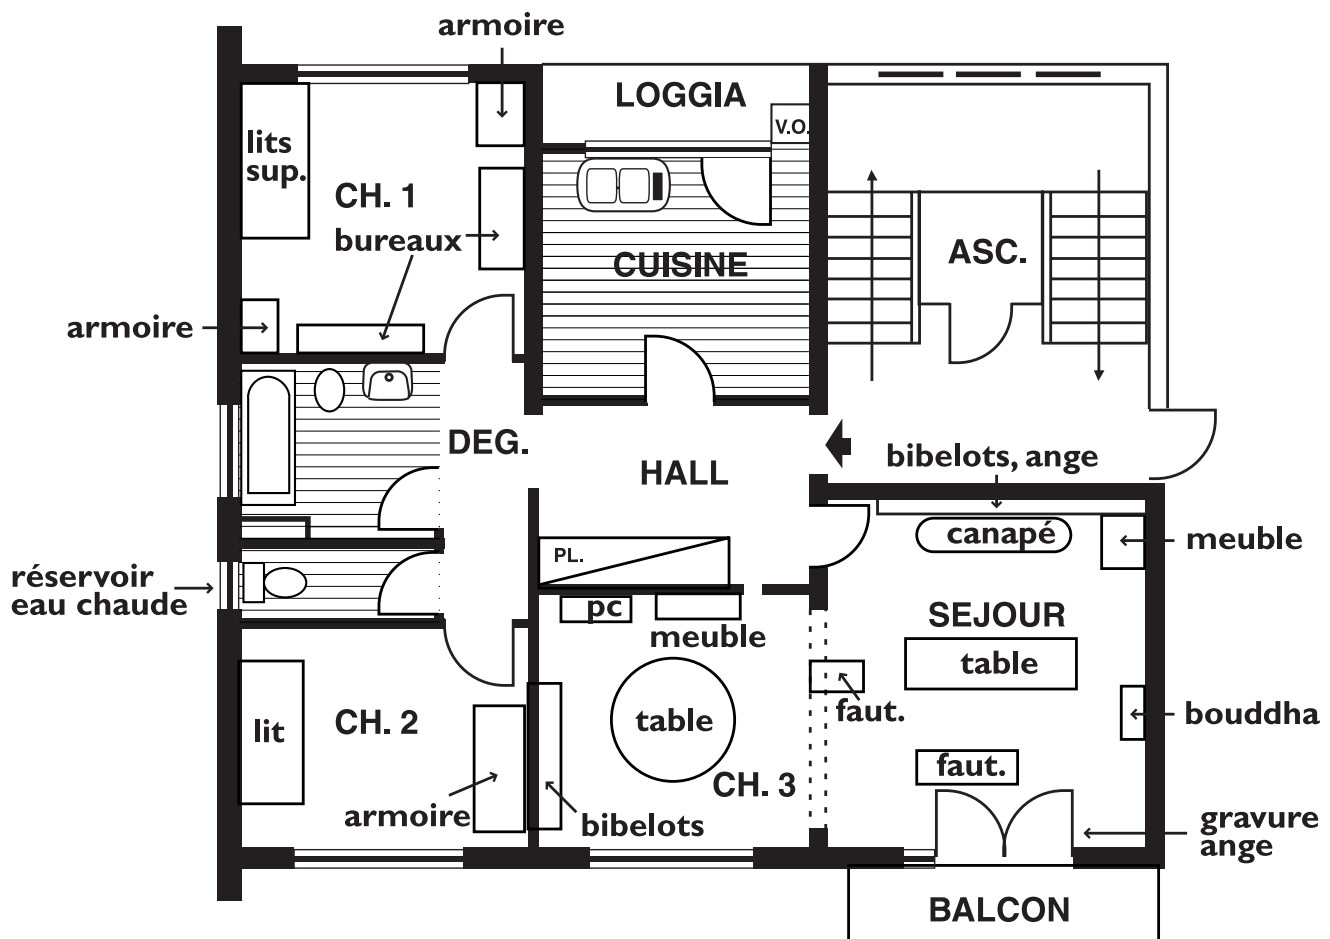 armoire
LOGGIA
V.O.
lits
sup.
CH. 1
bureaux
CUISINE
ASC.
armoire
DEG.
HALL
bibelots, ange
canapé
meuble
PL.
réservoir
eau chaude
pc
meuble
SEJOUR
table
lit
CH. 2
table
faut.
bouddha
faut.
CH. 3
armoire
bibelots
gravure
ange
BALCON